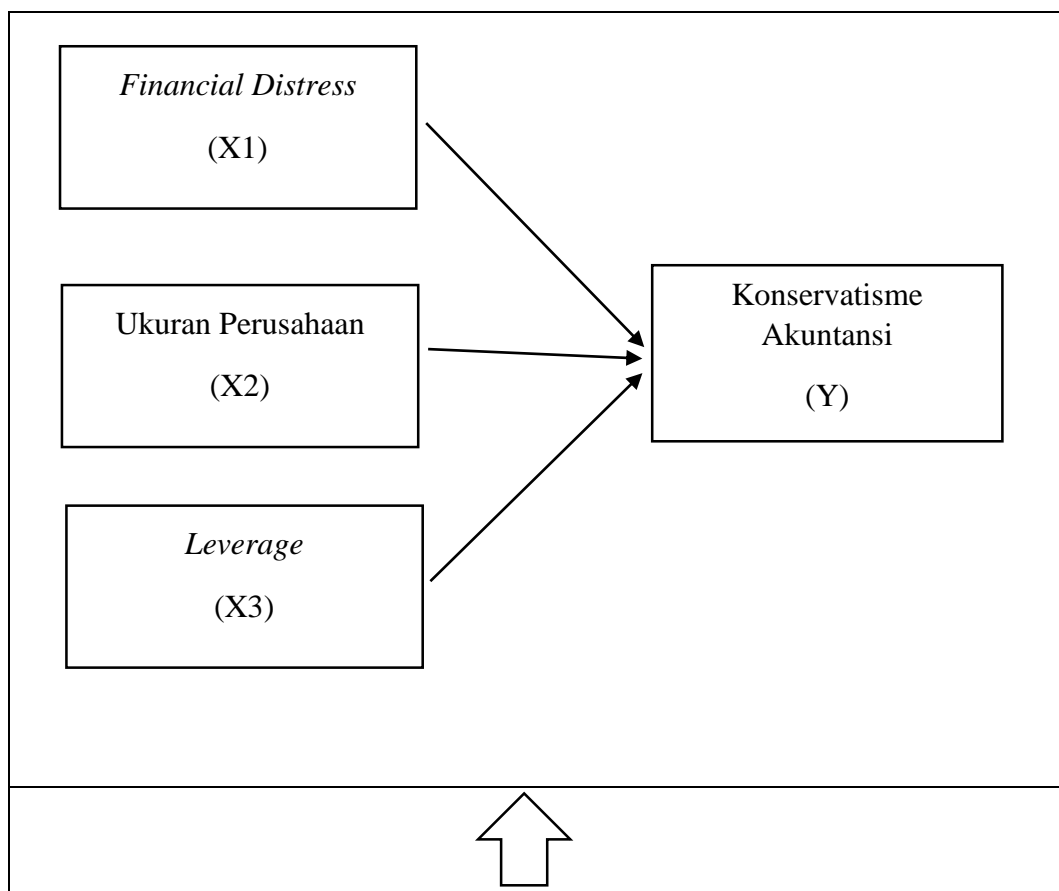 Financial Distress
(X1)
Ukuran Perusahaan
(X2)
Leverage
(X3)
Konservatisme
Akuntansi
(Y)